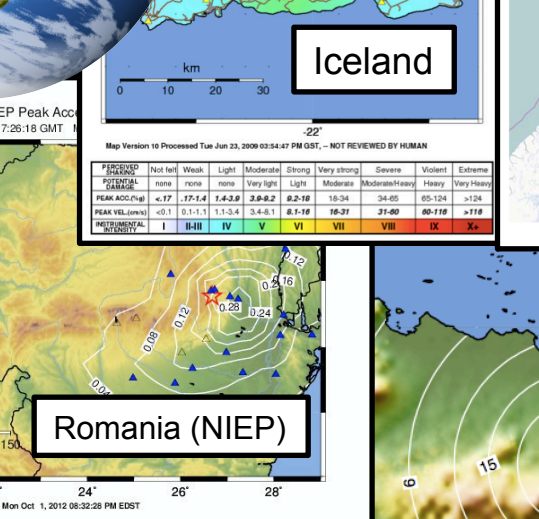 Iceland
km
0 10 20 30
-22˚
Map Version 10 Processed Tue Jun 23, 2009 03:54:47 PM GST, -- NOT REVIEWED BY HUMAN
EP Peak Acce
7:26:18 GMT
PERCEIVED SHAKING Not felt Weak Light Moderate Strong Very strong Severe Violent Extreme
POTENTIAL DAMAGE none none none Very light Light Moderate Moderate/Heavy Heavy Very Heavy
PEAK ACC.(%g) <.17 .17-1.4 1.4-3.9 3.9-9.2 9.2-18 18-34 34-65 65-124 >124
PEAK VEL.(cm/s) <0.1 0.1-1.1 1.1-3.4 3.4-8.1 8.1-16 16-31 31-60 60-116 >116
INSTRUMENTAL INTENSITY I II-III IV V VI VII VIII IX X+
0.12
0.16
0.2
0.28
0.24
0.12
0.08
0.04
Romania (NIEP)
150
15
24˚ 26˚ 28˚
Mon Oct 1, 2012 08:32:28 PM EDST